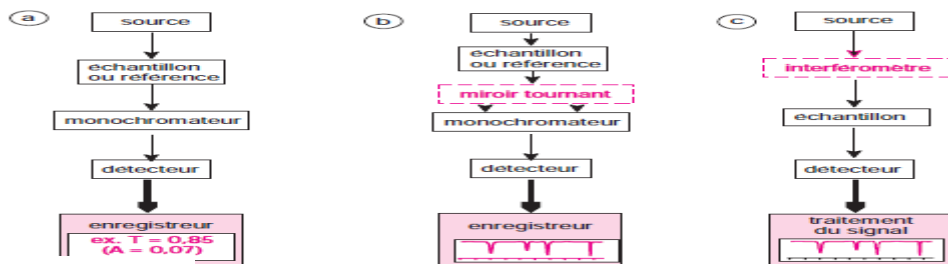 a
source
échantillon
ou référence
monochromateur
détecteur
enregistreur
ex. T = 0,85
(A = 0,07)
b
source
échantillon
ou référence
miroir tournant
monochromateur
détecteur
enregistreur
c
source
interféromètre
échantillon
détecteur
traitement
du signal